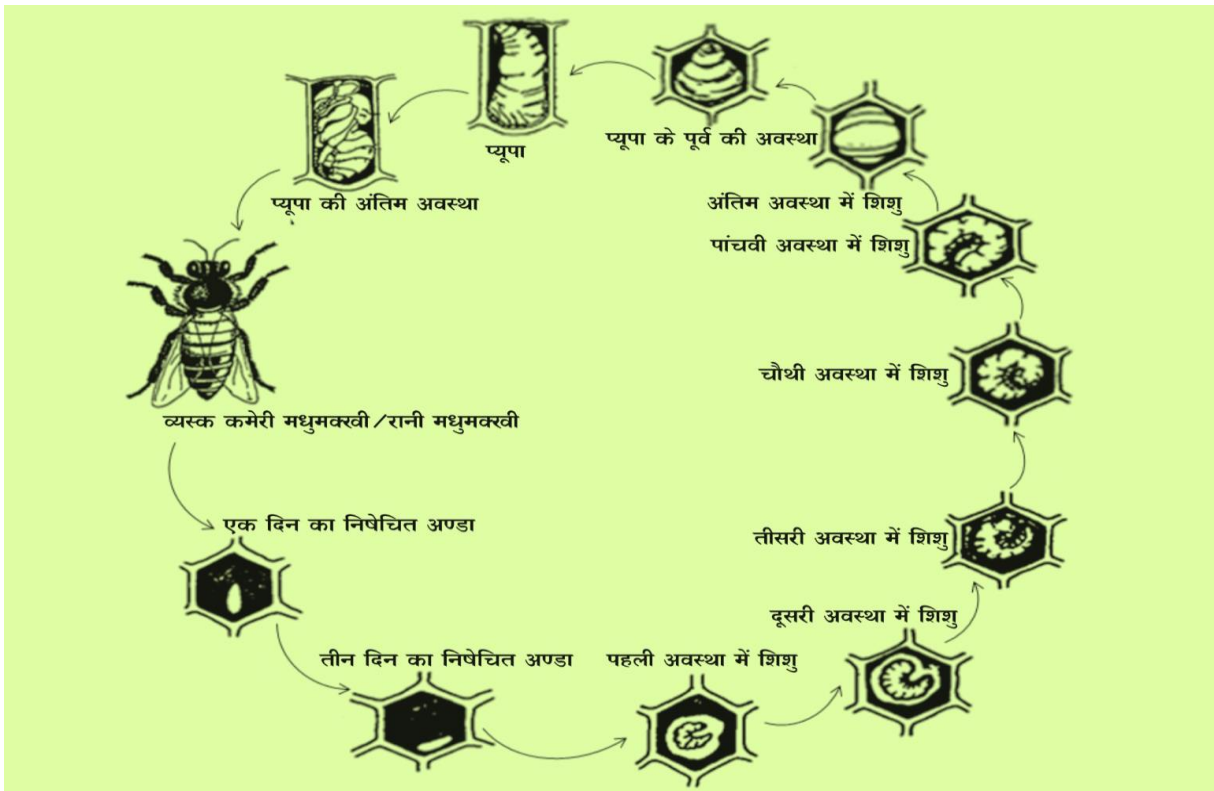 प्यूपा के पूर्व की अवस्था
प्यूपा
प्यूपा की अंतिम अवस्था
अंतिम अवस्था में शिशु
पांचवी अवस्था में शिशु
चौथी अवस्था में शिशु
व्यस्क कमेरी मधुमक्खी/रानी मधुमक्खी
एक दिन का निषेचित अण्डा
तीसरी अवस्था में शिशु
दूसरी अवस्था में शिशु
तीन दिन का निषेचित अण्डा
पहली अवस्था में शिशु